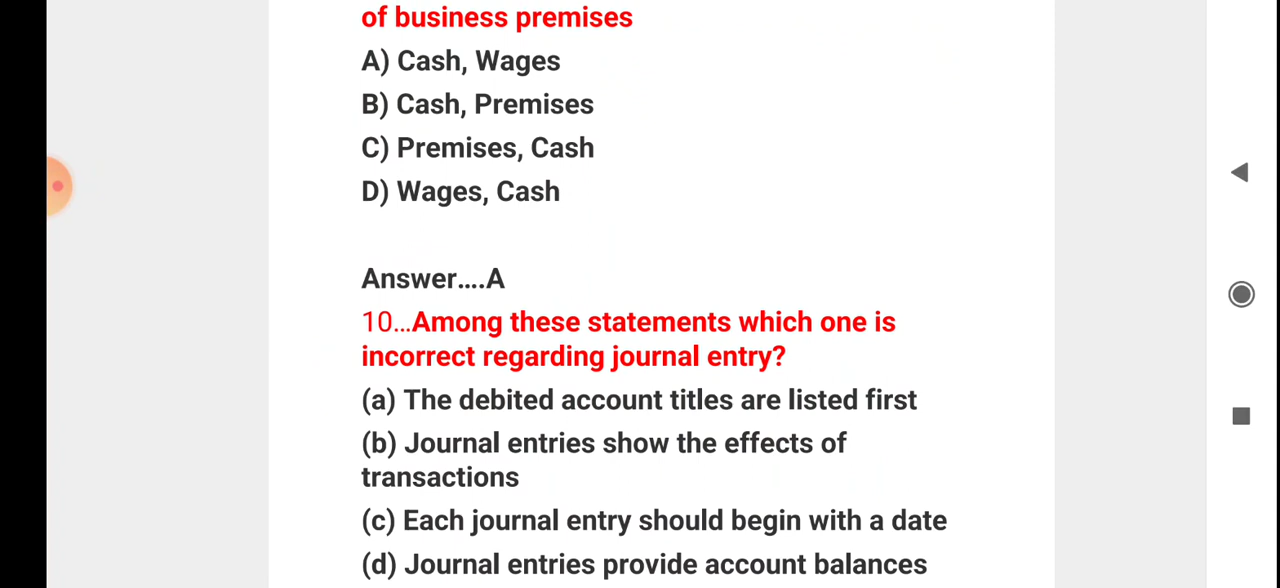 of business premises
A) Cash, Wages
B) Cash, Premises
C) Premises, Cash
D) Wages, Cash
Answer....A
10...Among these statements which one is
incorrect regarding journal entry?
(a) The debited account titles are listed first
(b) Journal entries show the effects of
transactions
(c) Each journal entry should begin with a date
(d) Journal entries provide account balances